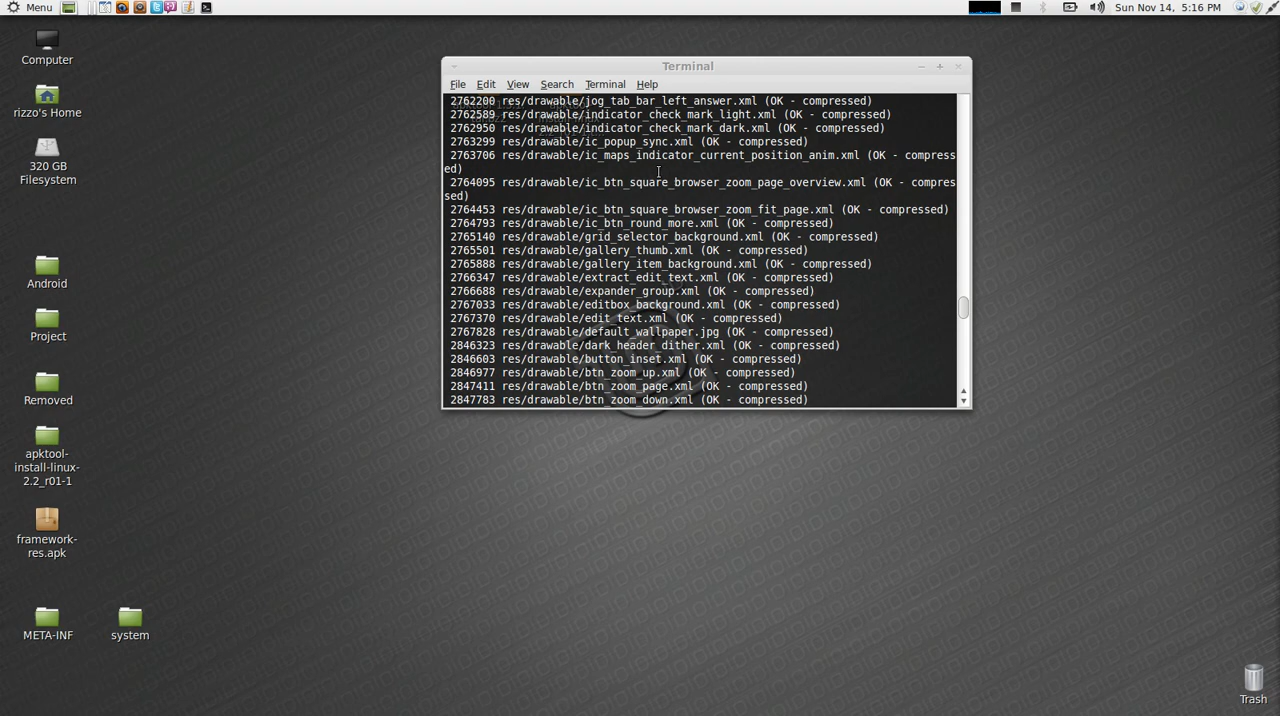 Menu
Sun Nov 14, 5:16 PM
Computer
rizzo's Home
320 GB
Filesystem
Android
Project
Removed
apktool-
install-linux-
2.2_r01-1
framework-
res.apk
META-INF
system
Trash
Terminal
File Edit View Search Terminal Help
2762200 res/drawable/jog_tab_bar_left_answer.xml (OK - compressed)
2762589 res/drawable/indicator_check_mark_light.xml (OK - compressed)
2762950 res/drawable/indicator_check_mark_dark.xml (OK - compressed)
2763299 res/drawable/ic_popup_sync.xml (OK - compressed)
2763706 res/drawable/ic_maps_indicator_current_position_anim.xml (OK - compress
ed)
2764095 res/drawable/ic_btn_square_browser_zoom_page_overview.xml (OK - compres
sed)
2764453 res/drawable/ic_btn_square_browser_zoom_fit_page.xml (OK - compressed)
2764793 res/drawable/ic_btn_round_more.xml (OK - compressed)
2765140 res/drawable/grid_selector_background.xml (OK - compressed)
2765501 res/drawable/gallery_thumb.xml (OK - compressed)
2765888 res/drawable/gallery_item_background.xml (OK - compressed)
2766347 res/drawable/extract_edit_text.xml (OK - compressed)
2766688 res/drawable/expander_group.xml (OK - compressed)
2767033 res/drawable/editbox_background.xml (OK - compressed)
2767370 res/drawable/edit_text.xml (OK - compressed)
2767828 res/drawable/default_wallpaper.jpg (OK - compressed)
2846323 res/drawable/dark_header_dither.xml (OK - compressed)
2846603 res/drawable/button_inset.xml (OK - compressed)
2846977 res/drawable/btn_zoom_up.xml (OK - compressed)
2847411 res/drawable/btn_zoom_page.xml (OK - compressed)
2847783 res/drawable/btn_zoom_down.xml (OK - compressed)